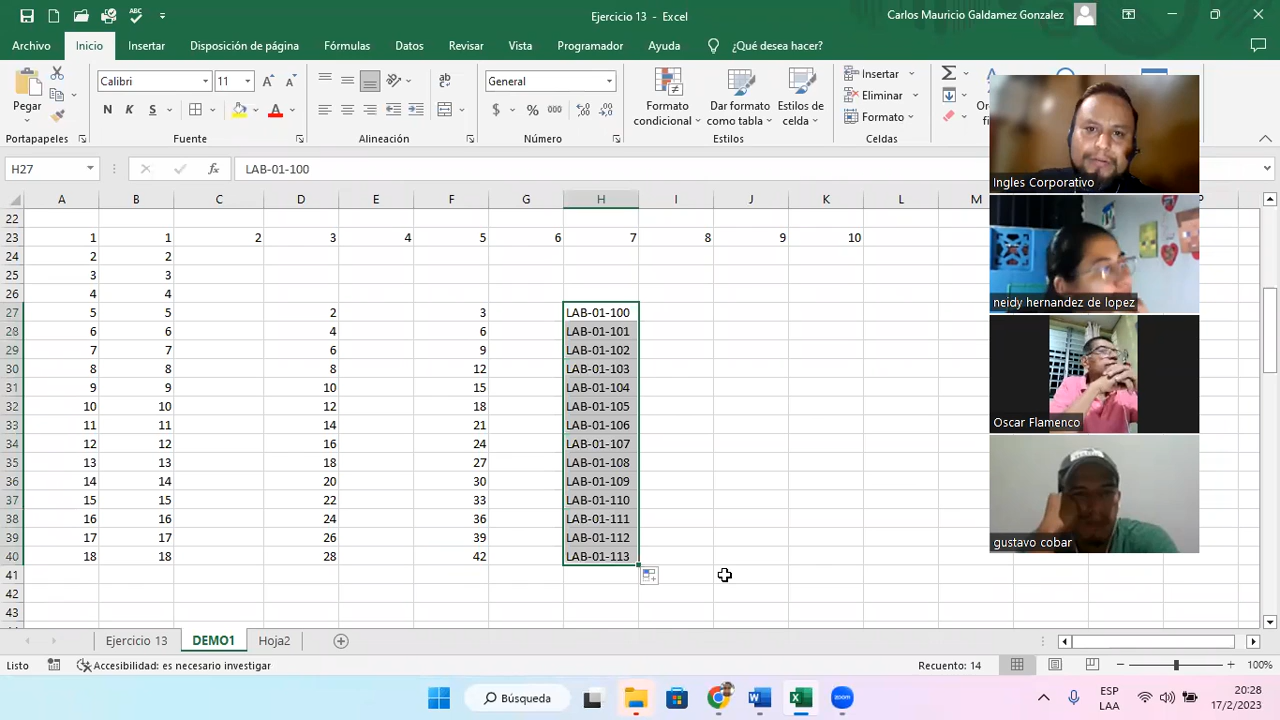 Ejercicio 13 - Excel
Carlos Mauricio Galdamez Gonzalez
Archivo Inicio Insertar Disposición de página Fórmulas Datos Revisar Vista Programador Ayuda ¿Qué desea hacer?
Pegar
Calibri 11
N K S
General
$ % 000
Formato condicional
Dar formato como tabla
Estilos de celda
Insertar
Eliminar
Formato
Portapapeles Fuente Alineación Número Estilos Celdas
H27 fx LAB-01-100
A B C D E F G H I J K L M P
22
23 1 1 2 3 4 5 6 7 8 9 10
24 2 2
25 3 3
26 4 4
27 5 5 2 3 LAB-01-100
28 6 6 4 6 LAB-01-101
29 7 7 6 9 LAB-01-102
30 8 8 8 12 LAB-01-103
31 9 9 10 15 LAB-01-104
32 10 10 12 18 LAB-01-105
33 11 11 14 21 LAB-01-106
34 12 12 16 24 LAB-01-107
35 13 13 18 27 LAB-01-108
36 14 14 20 30 LAB-01-109
37 15 15 22 33 LAB-01-110
38 16 16 24 36 LAB-01-111
39 17 17 26 39 LAB-01-112
40 18 18 28 42 LAB-01-113
41
42
43
Ingles Corporativo
neidy hernandez de lopez
Oscar Flamenco
gustavo cobar
Ejercicio 13 DEMO1 Hoja2
Listo Accesibilidad: es necesario investigar Recuento: 14 100%
Búsqueda
zoom
ESP
LAA
20:28
17/2/2023